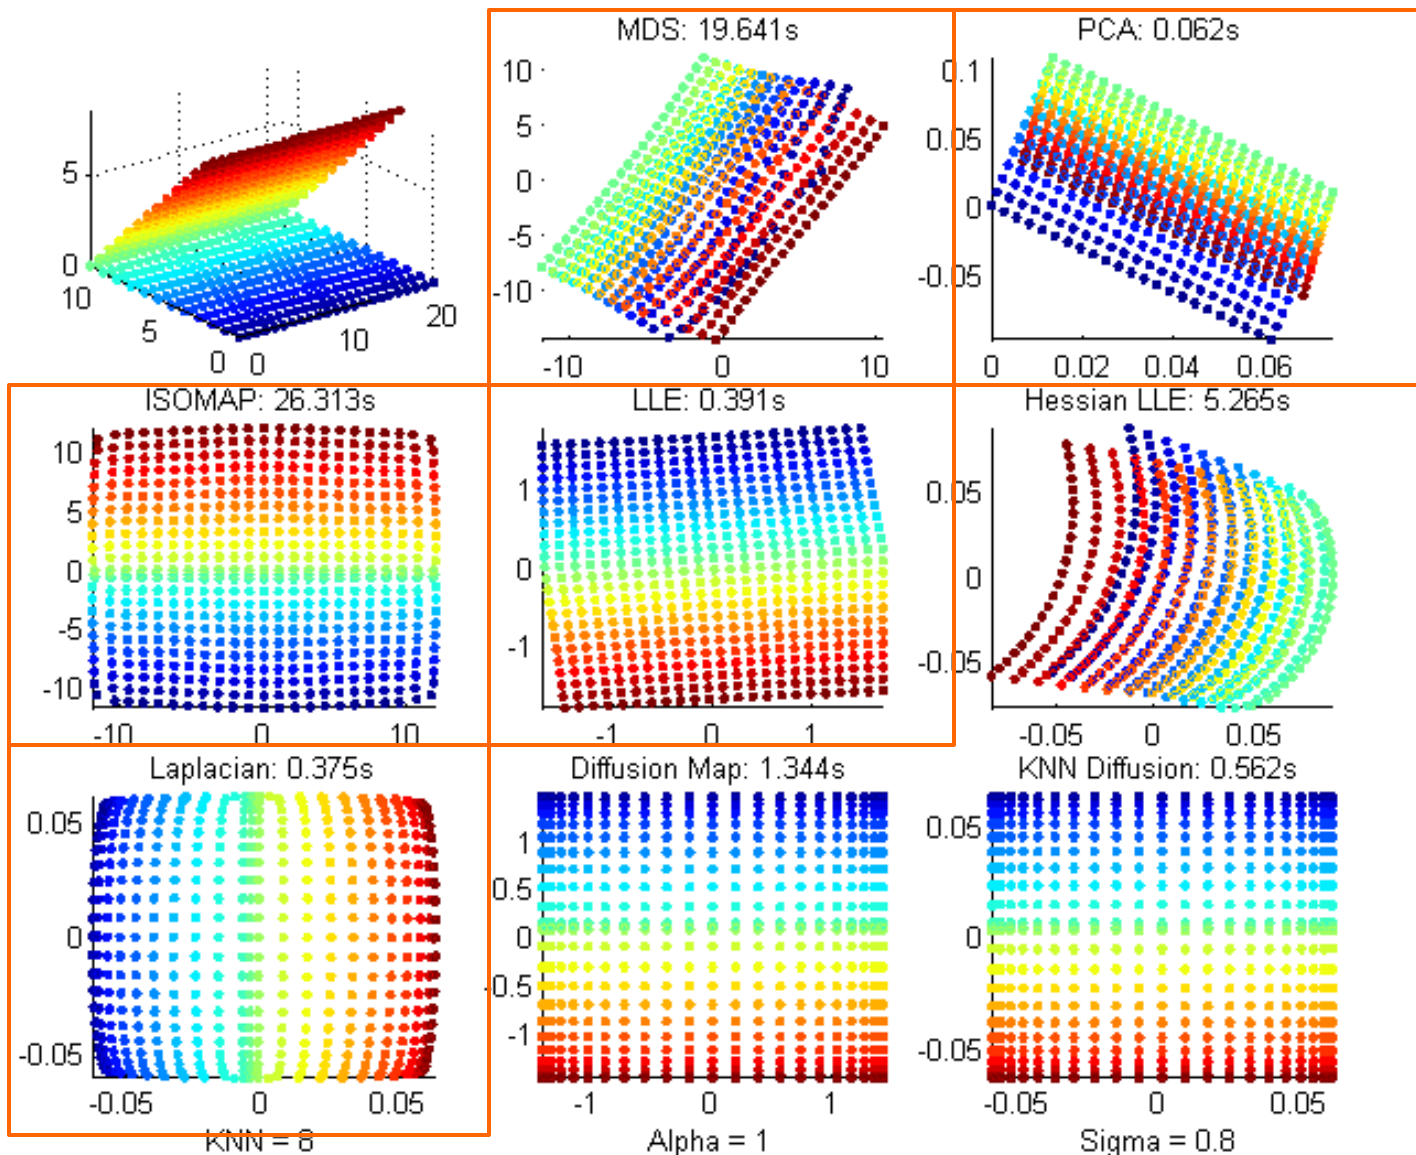 MDS: 19.641s
PCA: 0.062s
10
5
0
-5
-10
-10 0 10
0.1
0.05
0
-0.05
0 0.02 0.04 0.06
5
0
10
5
0 0
10
20
ISOMAP: 26.313s
LLE: 0.391s
Hessian LLE: 5.265s
10
5
0
-5
-10
-10 0 10
1
0
-1
-1 0 1
0.05
0
-0.05
-0.05 0 0.05
Laplacian: 0.375s
Diffusion Map: 1.344s
KNN Diffusion: 0.562s
0.05
0
-0.05
-0.05 0 0.05
KNN = 8
1
0.5
0
-0.5
-1
-1 0 1
Alpha = 1
0.05
0
-0.05
-0.05 0 0.05
Sigma = 0.8